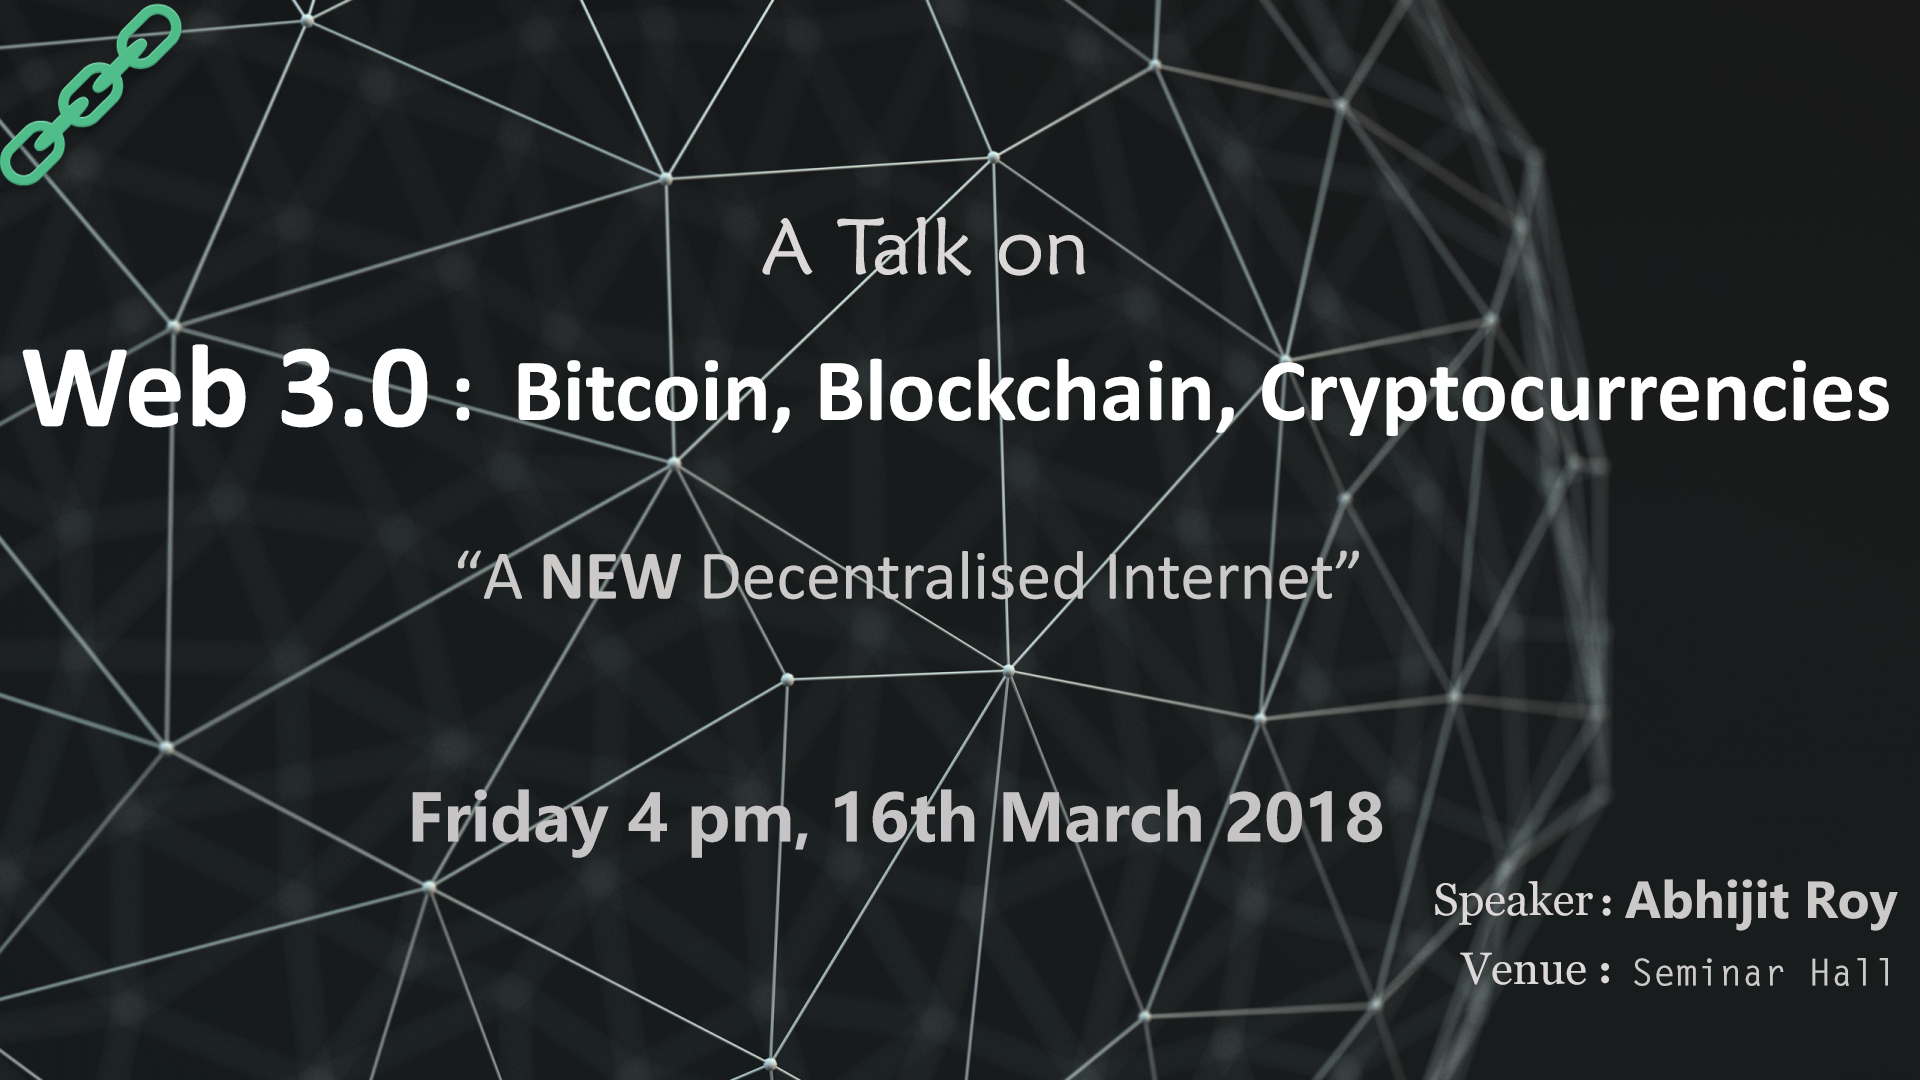 A Talk on
Web 3.0 : Bitcoin, Blockchain, Cryptocurrencies
“A NEW Decentralised Internet”
Friday 4 pm, 16th March 2018
Speaker : Abhijit Roy
Venue : Seminar Hall